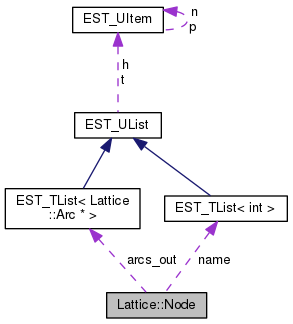 EST_UItem
n
p
h
t
EST_UList
EST_TList< Lattice
::Arc * >
EST_TList< int >
arcs_out
name
Lattice::Node